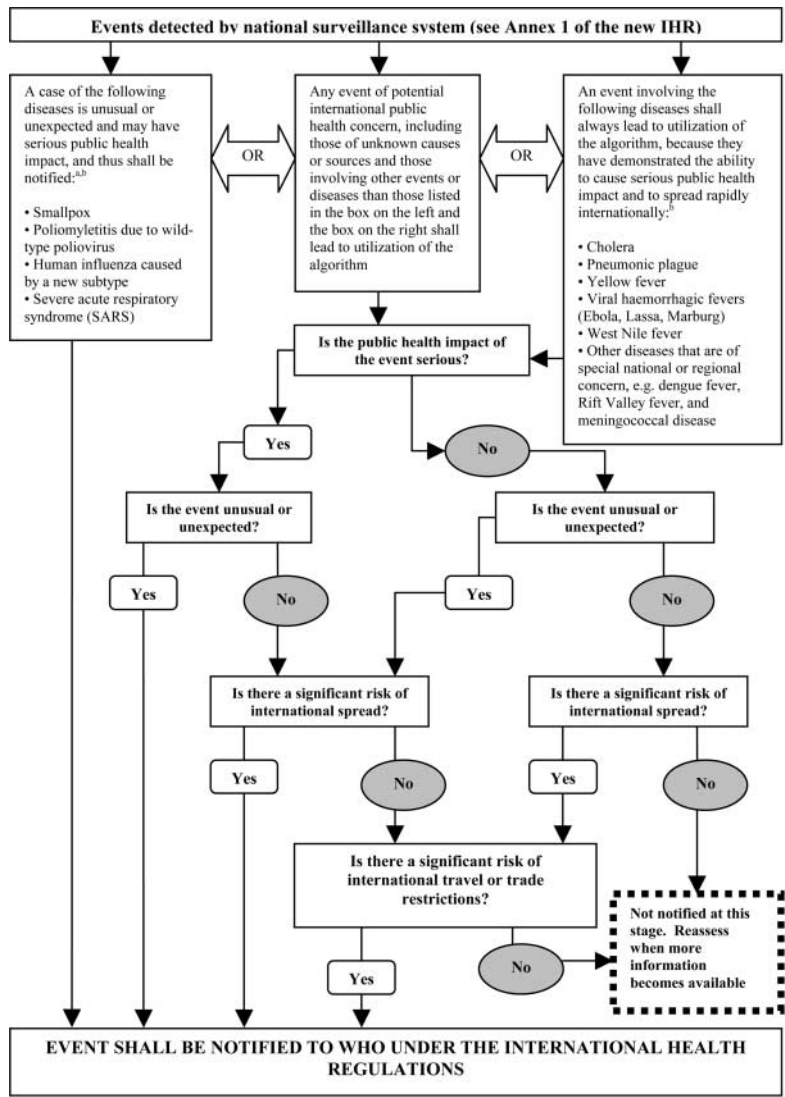 Events detected by national surveillance system (see Annex 1 of the new IHR)
A case of the following
diseases is unusual or
unexpected and may have
serious public health
impact, and thus shall be
notified:a,b
• Smallpox
• Poliomyletitis due to wild-
type poliovirus
• Human influenza caused
by a new subtype
• Severe acute respiratory
syndrome (SARS)
OR
Any event of potential
international public
health concern, including
those of unknown causes
or sources and those
involving other events or
diseases than those listed
in the box on the left and
the box on the right shall
lead to utilization of the
algorithm
OR
An event involving the
following diseases shall
always lead to utilization of
the algorithm, because they
have demonstrated the ability
to cause serious public health
impact and to spread rapidly
internationally:b
• Cholera
• Pneumonic plague
• Yellow fever
• Viral haemorrhagic fevers
(Ebola, Lassa, Marburg)
• West Nile fever
• Other diseases that are of
special national or regional
concern, e.g. dengue fever,
Rift Valley fever, and
meningococcal disease
Is the public health impact of
the event serious?
Yes
No
Is the event unusual or
unexpected?
Is the event unusual or
unexpected?
Yes
No
Yes
No
Is there a significant risk of
international spread?
Is there a significant risk of
international spread?
Yes
No
Yes
No
Is there a significant risk of
international travel or trade
restrictions?
Not notified at this
stage. Reassess
when more
information
becomes available
Yes
No
EVENT SHALL BE NOTIFIED TO WHO UNDER THE INTERNATIONAL HEALTH
REGULATIONS